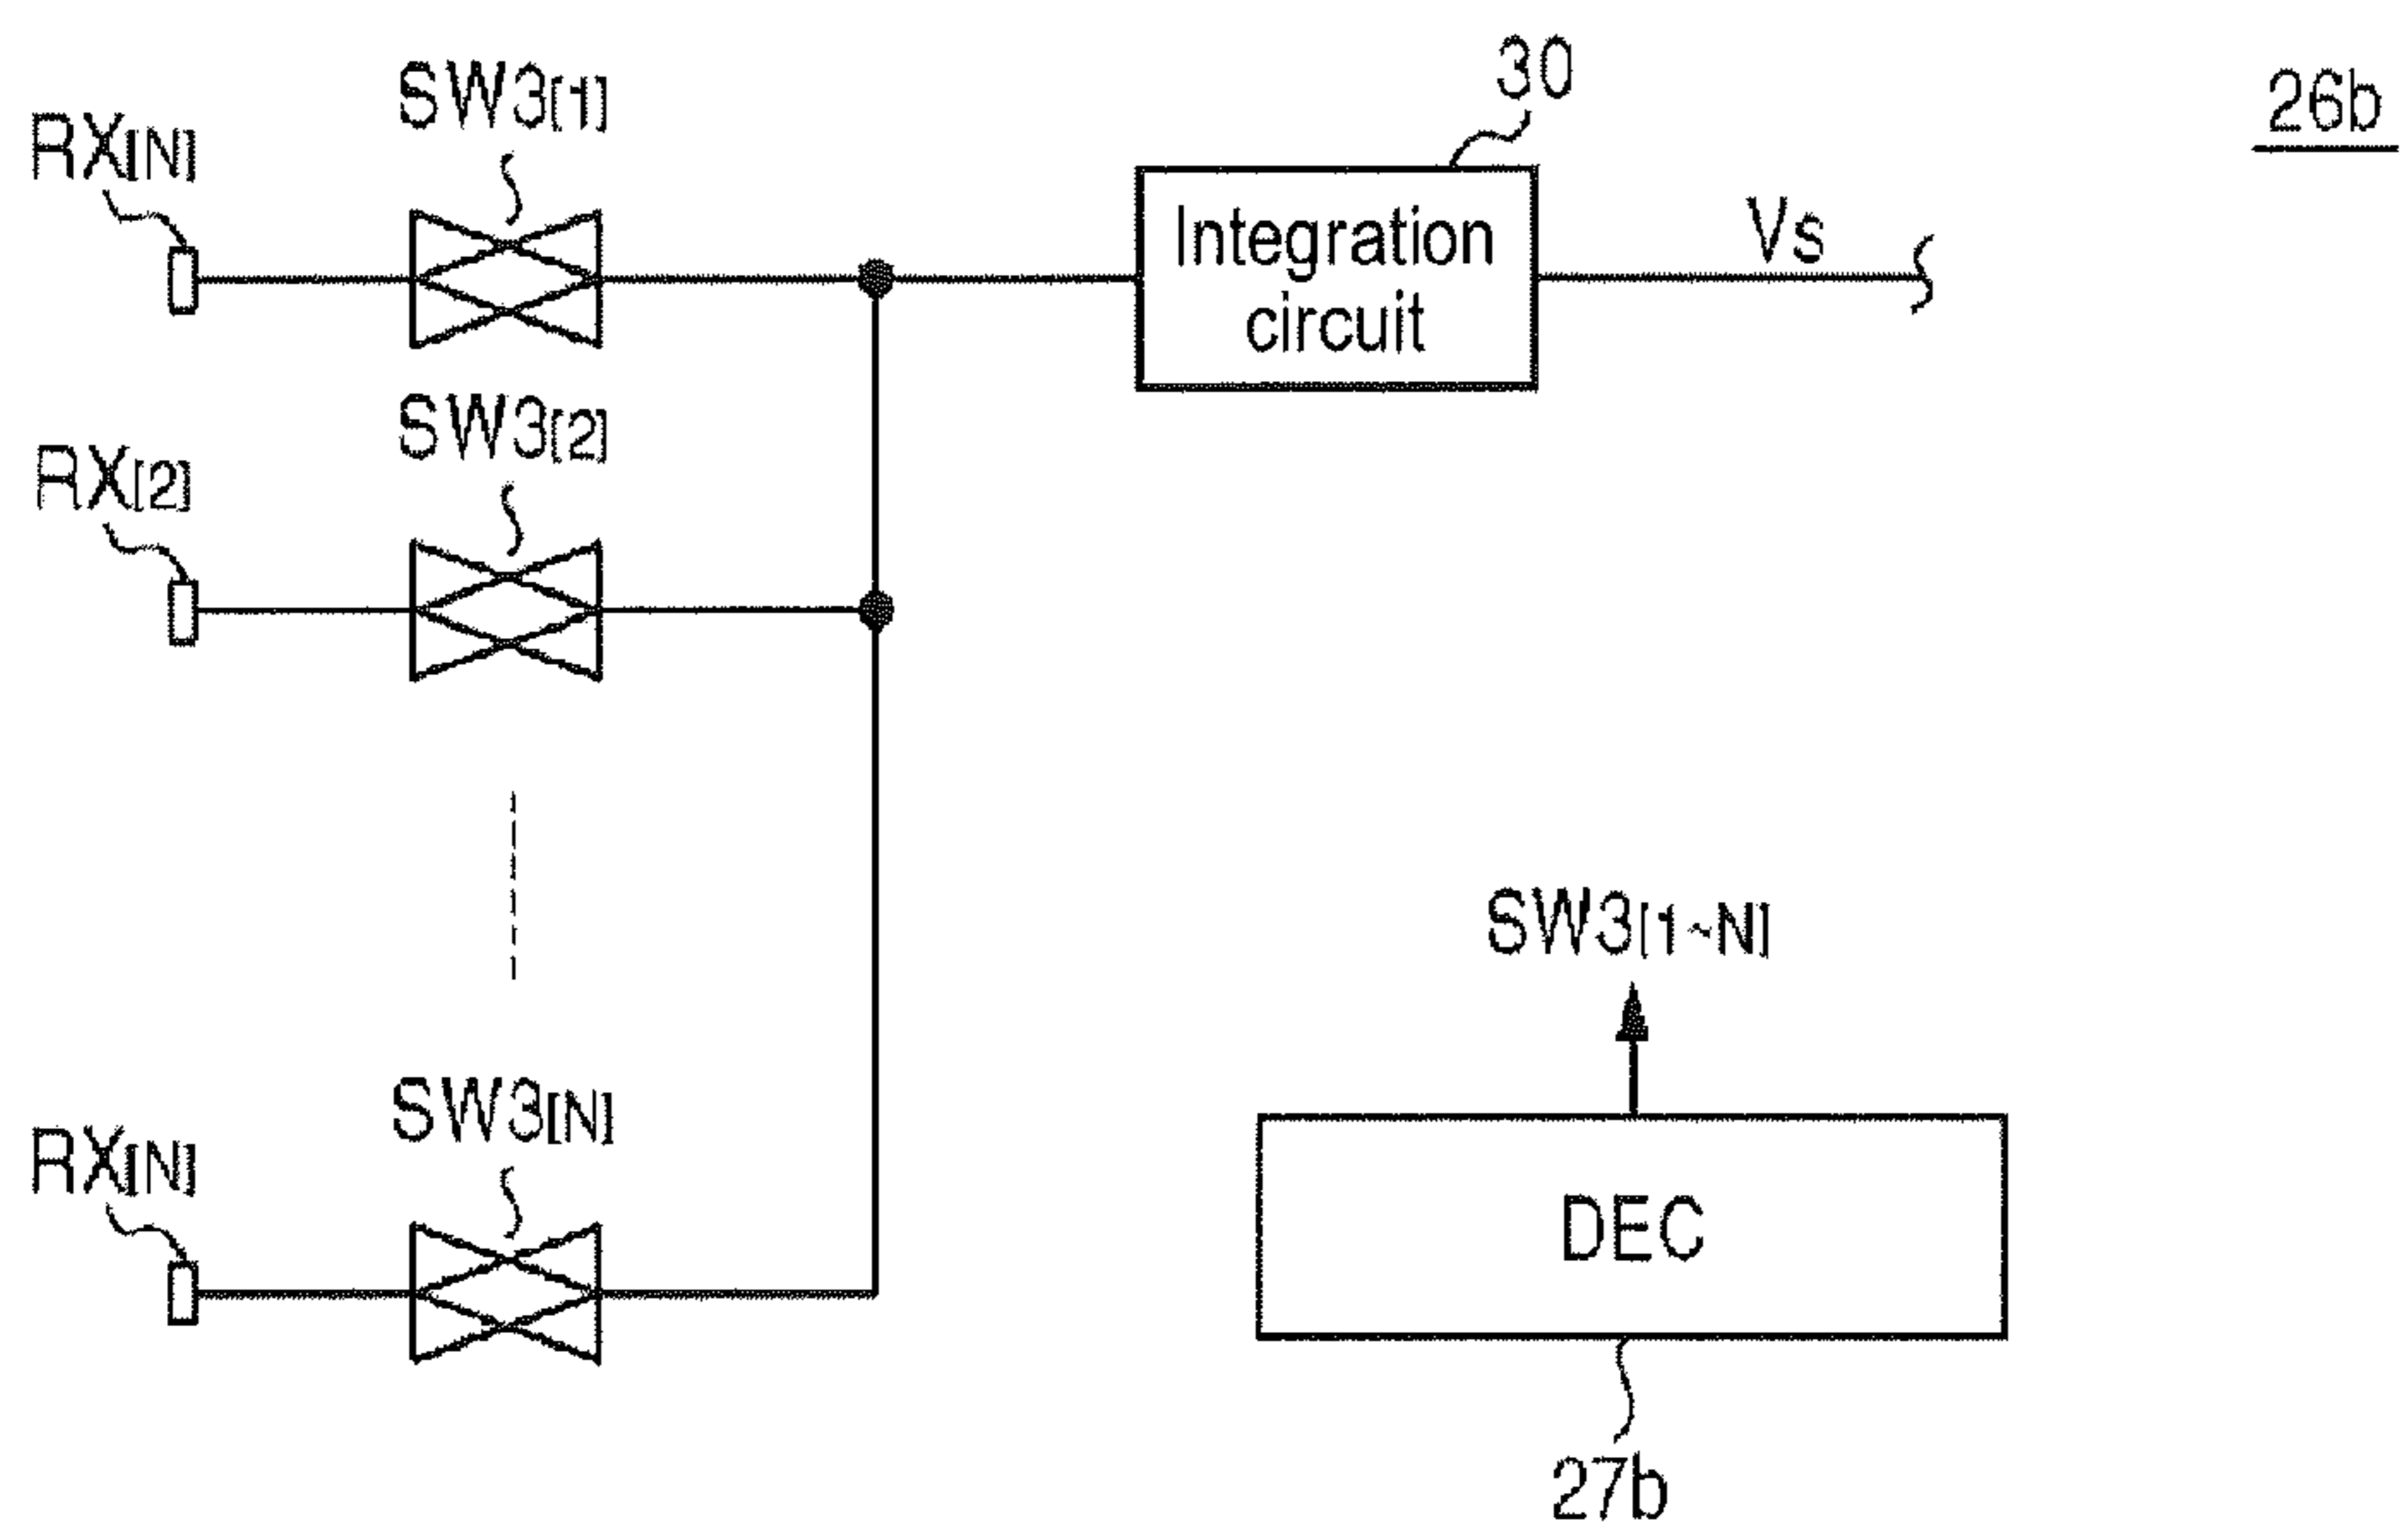 30
26b
SW3[1]
RX[N]
Integration
circuit
Vs
SW3[2]
RX[2]
SW3[1~N]
SW3[N]
RX[N]
DEC
27b